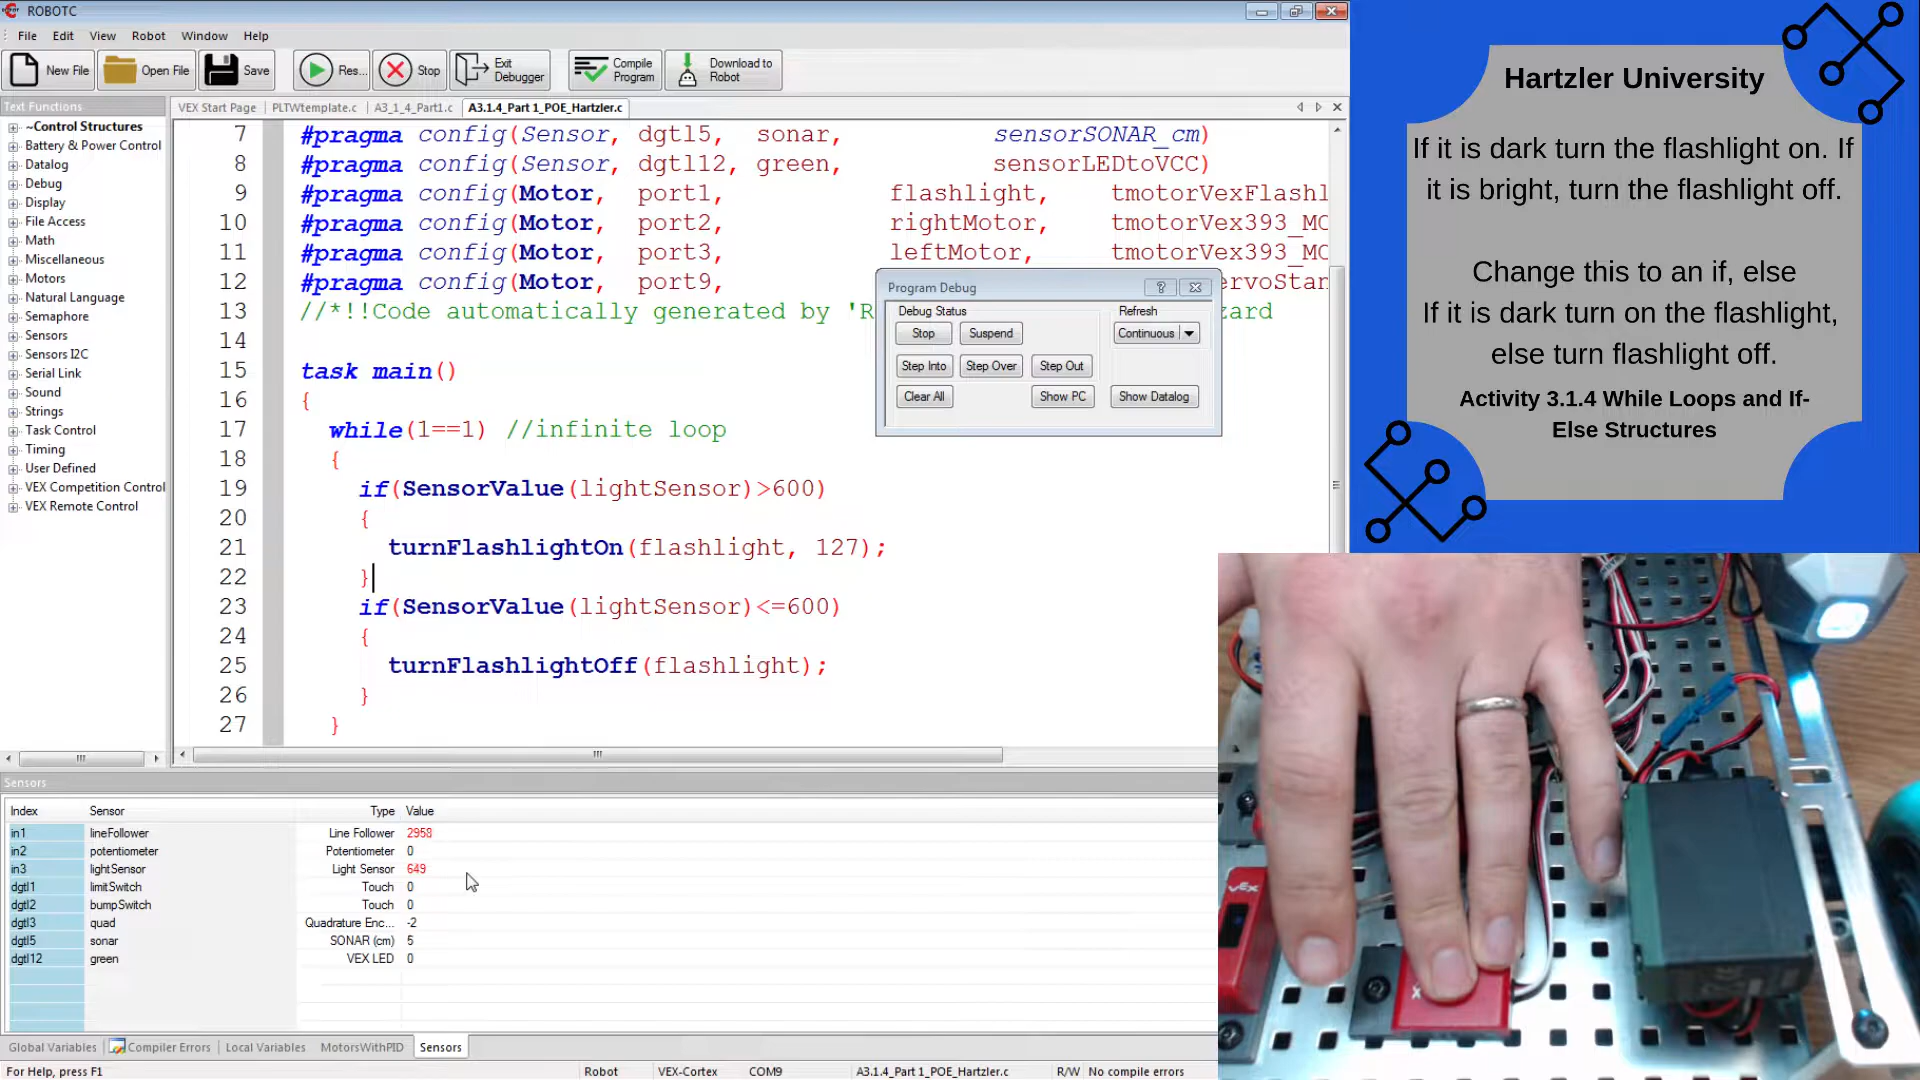 ROBOTC
File Edit View Robot Window Help
New File Open File Save Res... Stop Exit Debugger Compile Program Download to Robot
Text Functions
VEX Start Page PLTWtemplate.c A3_1_4_Part1.c A3.1.4_Part 1_POE_Hartzler.c
~Control Structures
Battery & Power Control
Datalog
Debug
Display
File Access
Math
Miscellaneous
Motors
Natural Language
Semaphore
Sensors
Sensors I2C
Serial Link
Sound
Strings
Task Control
Timing
User Defined
VEX Competition Control
VEX Remote Control
7 #pragma config(Sensor, dgtl5, sonar, sensorSONAR_cm)
8 #pragma config(Sensor, dgtl12, green, sensorLEDtoVCC)
9 #pragma config(Motor, port1, flashlight, tmotorVexFlashl
10 #pragma config(Motor, port2, rightMotor, tmotorVex393_MC
11 #pragma config(Motor, port3, leftMotor, tmotorVex393_MC
12 #pragma config(Motor, port9, ervoStan
13 //*!!Code automatically generated by 'R zard
14
15 task main()
16 {
17 while(1==1) //infinite loop
18 {
19 if(SensorValue(lightSensor)>600)
20 {
21 turnFlashlightOn(flashlight, 127);
22 }
23 if(SensorValue(lightSensor)<=600)
24 {
25 turnFlashlightOff(flashlight);
26 }
27 }
Program Debug
Debug Status Refresh
Stop Suspend Continuous
Step Into Step Over Step Out
Clear All Show PC Show Datalog
Sensors
Index Sensor Type Value
in1 lineFollower Line Follower 2958
in2 potentiometer Potentiometer 0
in3 lightSensor Light Sensor 649
dgtl1 limitSwitch Touch 0
dgtl2 bumpSwitch Touch 0
dgtl3 quad Quadrature Enc... -2
dgtl5 sonar SONAR (cm) 5
dgtl12 green VEX LED 0
Global Variables Compiler Errors Local Variables MotorsWithPID Sensors
For Help, press F1 Robot VEX-Cortex COM9 A3.1.4_Part 1_POE_Hartzler.c R/W No compile errors
Hartzler University
If it is dark turn the flashlight on. If
it is bright, turn the flashlight off.
Change this to an if, else
If it is dark turn on the flashlight,
else turn flashlight off.
Activity 3.1.4 While Loops and If-
Else Structures
VEX